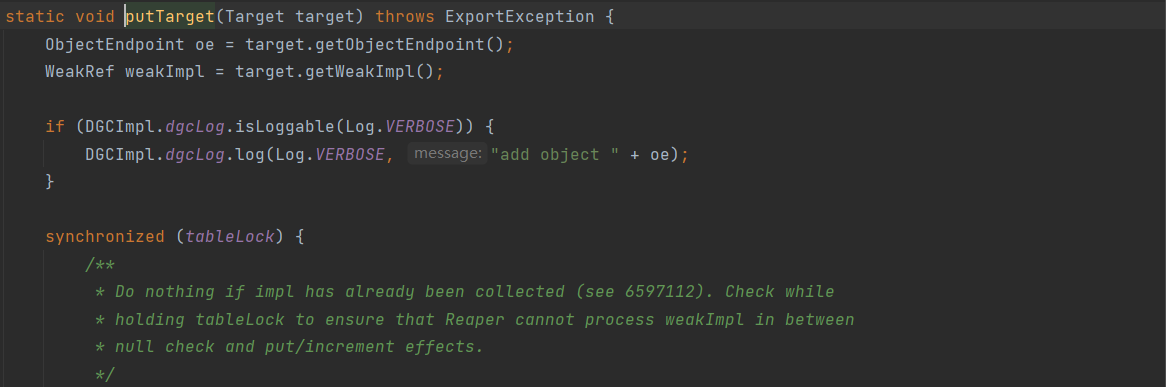 static void putTarget(Target target) throws ExportException {
ObjectEndpoint oe = target.getObjectEndpoint();
WeakRef weakImpl = target.getWeakImpl();
if (DGCImpl.dgcLog.isLoggable(Log.VERBOSE)) {
DGCImpl.dgcLog.log(Log.VERBOSE, message: "add object " + oe);
}
synchronized (tableLock) {
/**
* Do nothing if impl has already been collected (see 6597112). Check while
* holding tableLock to ensure that Reaper cannot process weakImpl in between
* null check and put/increment effects.
*/